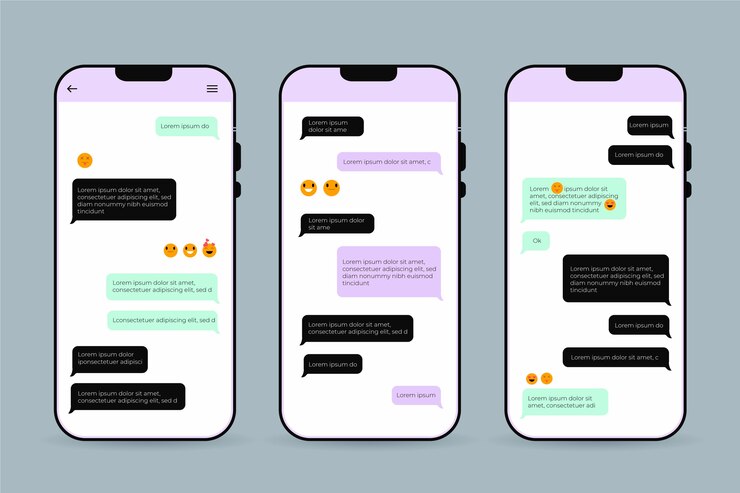 Lorem ipsum do
Lorem ipsum dolor sit amet,
consectetuer adipiscing elit, sed
diam nonummy nibh euismod
tincidunt
Lorem ipsum dolor sit amet,
consectetuer adipiscing elit, sed d
Lconsectetuer adipiscing elit, sed d
Lorem ipsum dolor
iponsectetuer adipisci
Lorem ipsum dolor sit amet,
consectetuer adipiscing elit, sed d
Lorem ipsum
dolor sit ame
Lorem ipsum dolor sit amet, c
Lorem ipsum dolor
sit ame
Lorem ipsum dolor sit amet,
consectetuer adipiscing elit, sed
diam nonummy nibh euismod
tincidunt
Lorem ipsum dolor sit amet,
consectetuer adipiscing elit, sed d
Lorem ipsum do
Lorem ipsum
Lorem ipsum
Lorem ipsum do
Lorem ipsum dolor sit
amet, consectetuer adipiscing
elit, sed diam nonummy
nibh euismod tincidunt
Ok
Lorem ipsum dolor sit amet,
consectetuer adipiscing elit, sed
diam nonummy nibh euismod
tincidunt
Lorem ipsum do
Lorem ipsum dolor sit amet, c
Lorem ipsum dolor sit
amet, consectetuer adi